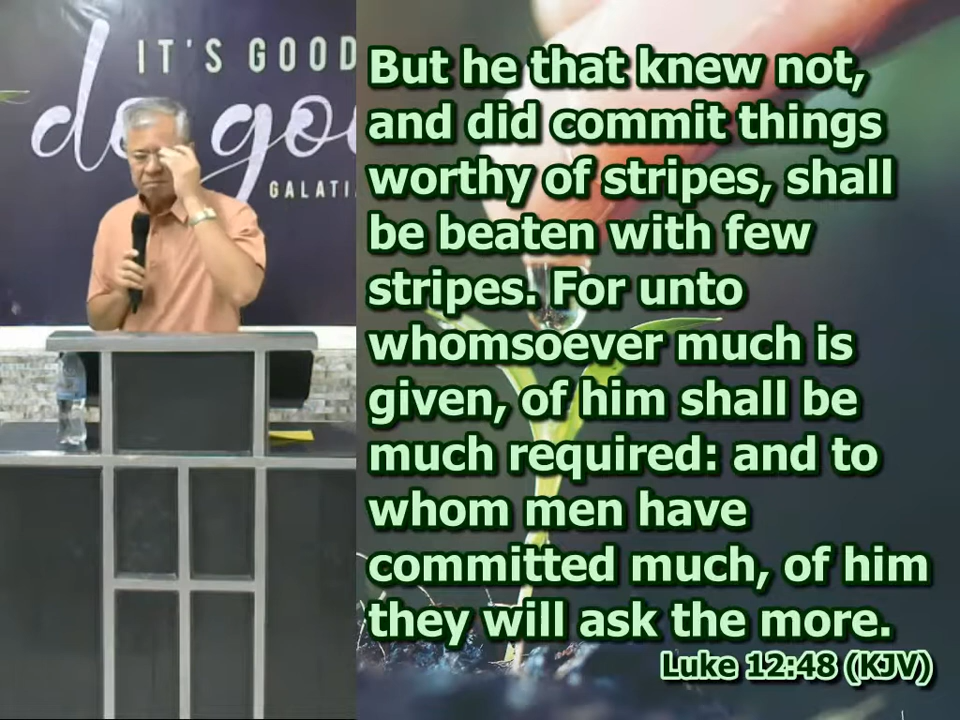 IT'S GOOD
do goo
GALATI
But he that knew not,
and did commit things
worthy of stripes, shall
be beaten with few
stripes. For unto
whomsoever much is
given, of him shall be
much required: and to
whom men have
committed much, of him
they will ask the more.
Luke 12:48 (KJV)